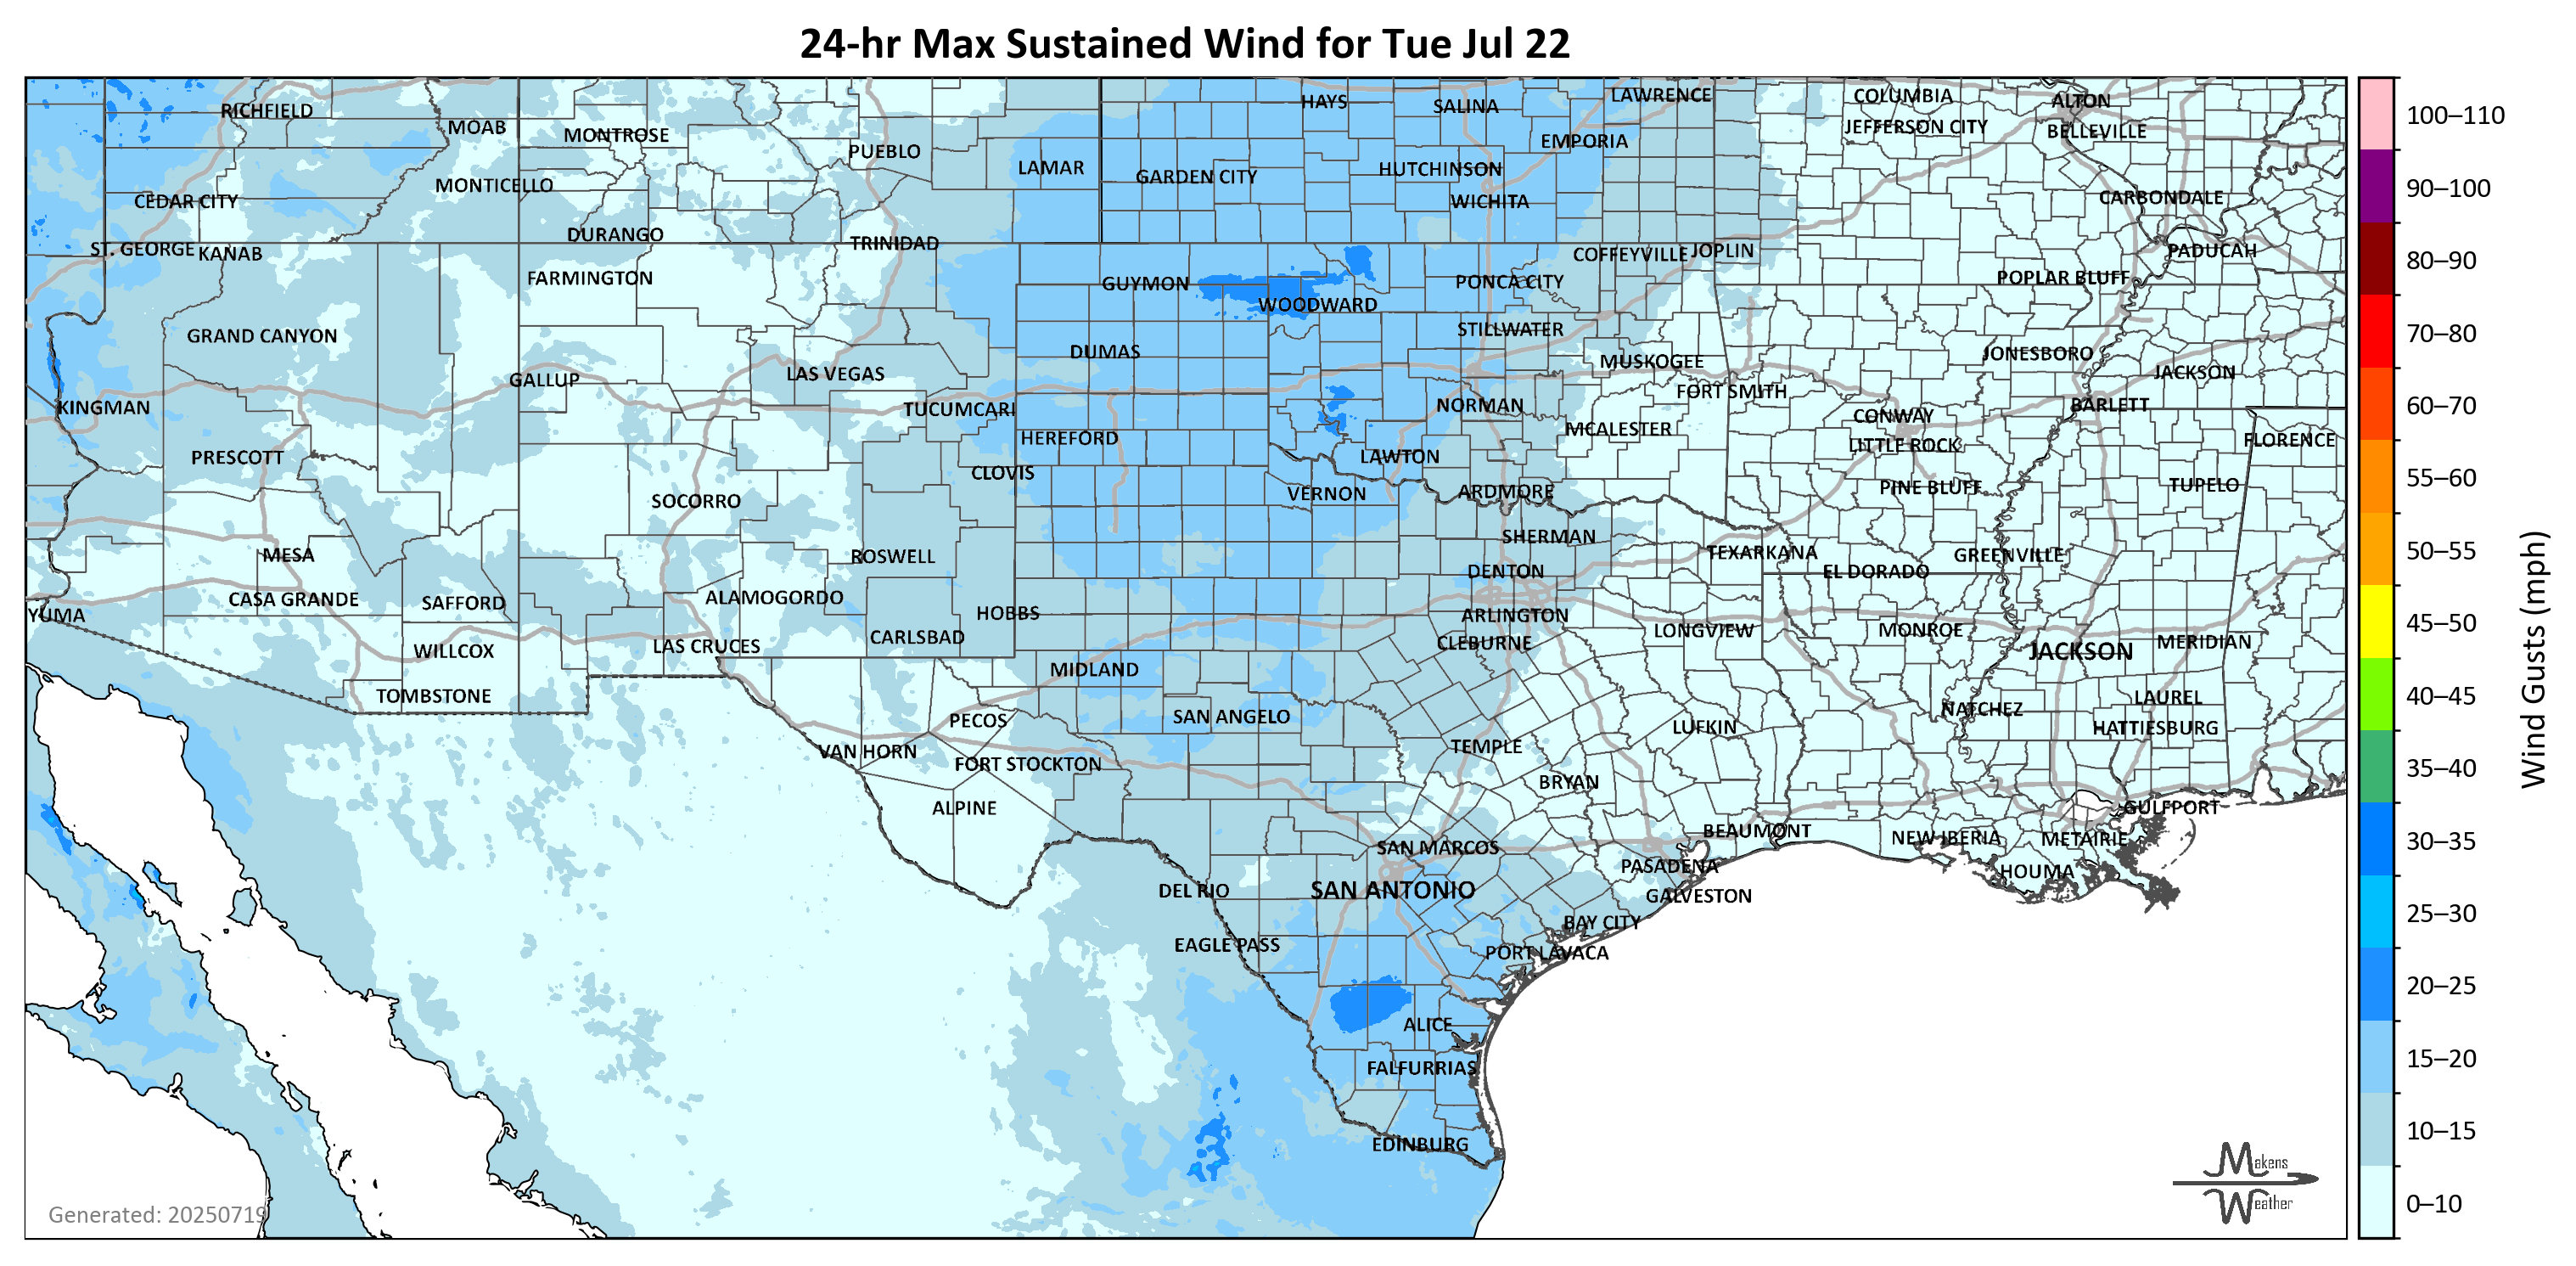 24-hr Max Sustained Wind for Tue Jul 22
RICHFIELD
MOAB
MONTROSE
PUEBLO
LAMAR
HAYS
SALINA
LAWRENCE
COLUMBIA
ALTON
JEFFERSON CITY
BELLEVILLE
EMPORIA
GARDEN CITY
HUTCHINSON
WICHITA
CEDAR CITY
MONTICELLO
CARBONDALE
ST. GEORGE
KANAB
DURANGO
TRINIDAD
COFFEYVILLE
JOPLIN
PADUCAH
FARMINGTON
GUYMON
WOODWARD
PONCA CITY
POPLAR BLUFF
GRAND CANYON
DUMAS
STILLWATER
MUSKOGEE
JONESBORO
GALLUP
LAS VEGAS
FORT SMITH
JACKSON
KINGMAN
TUCUMCARI
NORMAN
CONWAY
BARLETT
HEREFORD
MCALESTER
LITTLE ROCK
FLORENCE
PRESCOTT
CLOVIS
LAWTON
SOCORRO
VERNON
ARDMORE
PINE BLUFF
TUPELO
MESA
ROSWELL
SHERMAN
TEXARKANA
GREENVILLE
DENTON
EL DORADO
YUMA
CASA GRANDE
SAFFORD
ALAMOGORDO
HOBBS
ARLINGTON
WILLCOX
LAS CRUCES
CARLSBAD
CLEBURNE
LONGVIEW
MONROE
JACKSON
MERIDIAN
TOMBSTONE
MIDLAND
PECOS
SAN ANGELO
NATCHEZ
LAUREL
VAN HORN
FORT STOCKTON
TEMPLE
LUFKIN
HATTIESBURG
ALPINE
BRYAN
GULFPORT
SAN MARCOS
BEAUMONT
NEW IBERIA
METAIRIE
DEL RIO
SAN ANTONIO
PASADENA
GALVESTON
HOUMA
EAGLE PASS
BAY CITY
PORT LAVACA
ALICE
FALFURRIAS
EDINBURG
Generated: 20250719
Makens
Weather
100–110
90–100
80–90
70–80
60–70
55–60
50–55
45–50
40–45
35–40
30–35
25–30
20–25
15–20
10–15
0–10
Wind Gusts (mph)